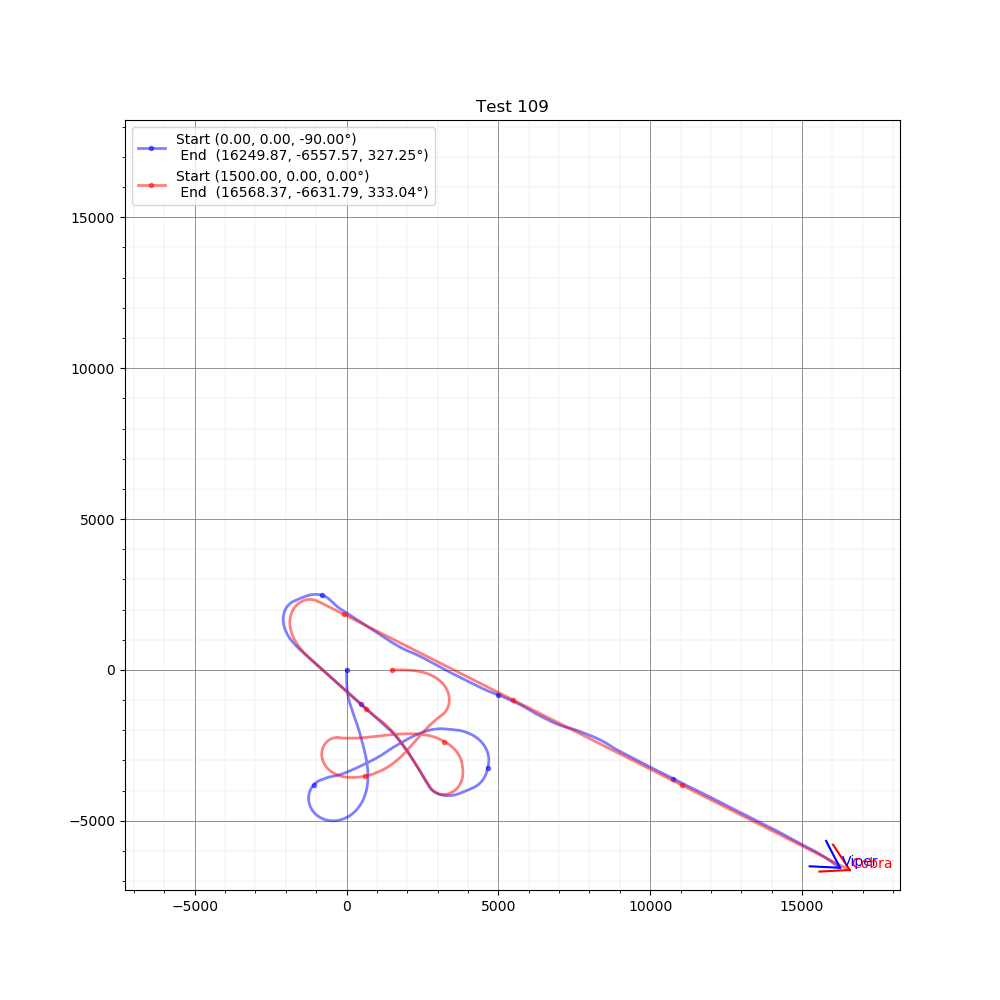 Test 109
Start (0.00, 0.00, -90.00°)
End (16249.87, -6557.57, 327.25°)
Start (1500.00, 0.00, 0.00°)
End (16568.37, -6631.79, 333.04°)
15000
10000
5000
0
−5000
Viper
Cobra
−5000
0
5000
10000
15000